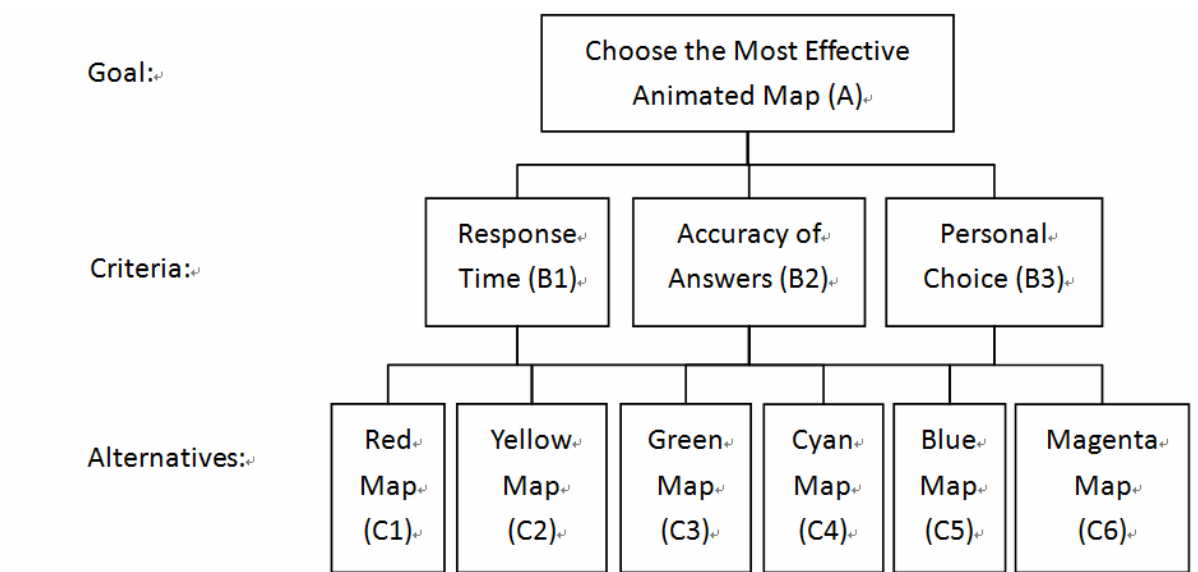 Goal:
Choose the Most Effective
Animated Map (A)
Criteria:
Response
Time (B1)
Accuracy of
Answers (B2)
Personal
Choice (B3)
Alternatives:
Red
Map
(C1)
Yellow
Map
(C2)
Green
Map
(C3)
Cyan
Map
(C4)
Blue
Map
(C5)
Magenta
Map
(C6)